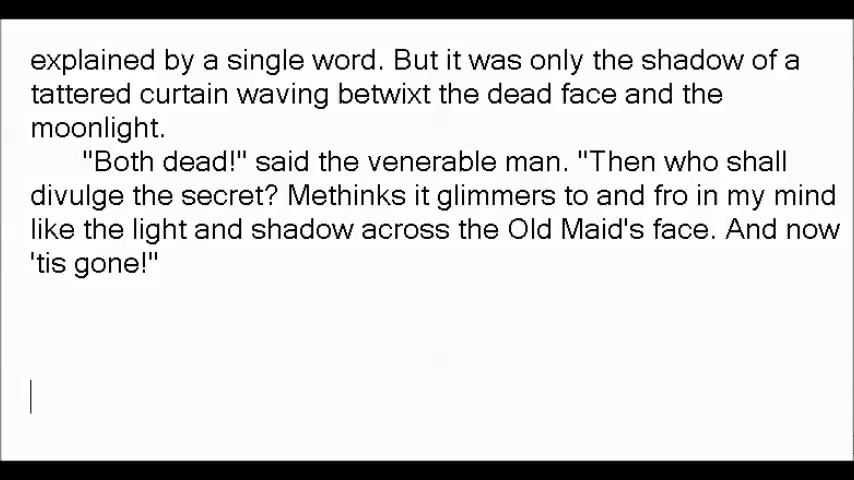 explained by a single word. But it was only the shadow of a
tattered curtain waving betwixt the dead face and the
moonlight.
"Both dead!" said the venerable man. "Then who shall
divulge the secret? Methinks it glimmers to and fro in my mind
like the light and shadow across the Old Maid's face. And now
'tis gone!"